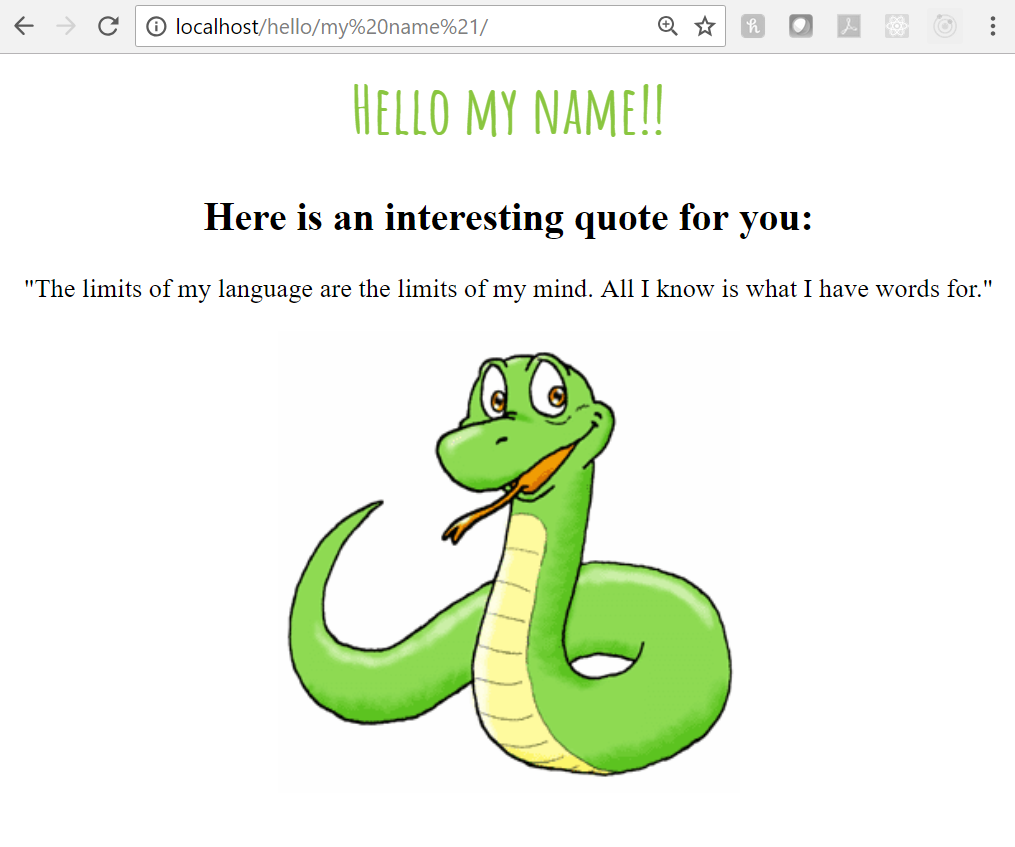 localhost/hello/my%20name%21/
Hello my name!!
Here is an interesting quote for you:
"The limits of my language are the limits of my mind. All I know is what I have words for."